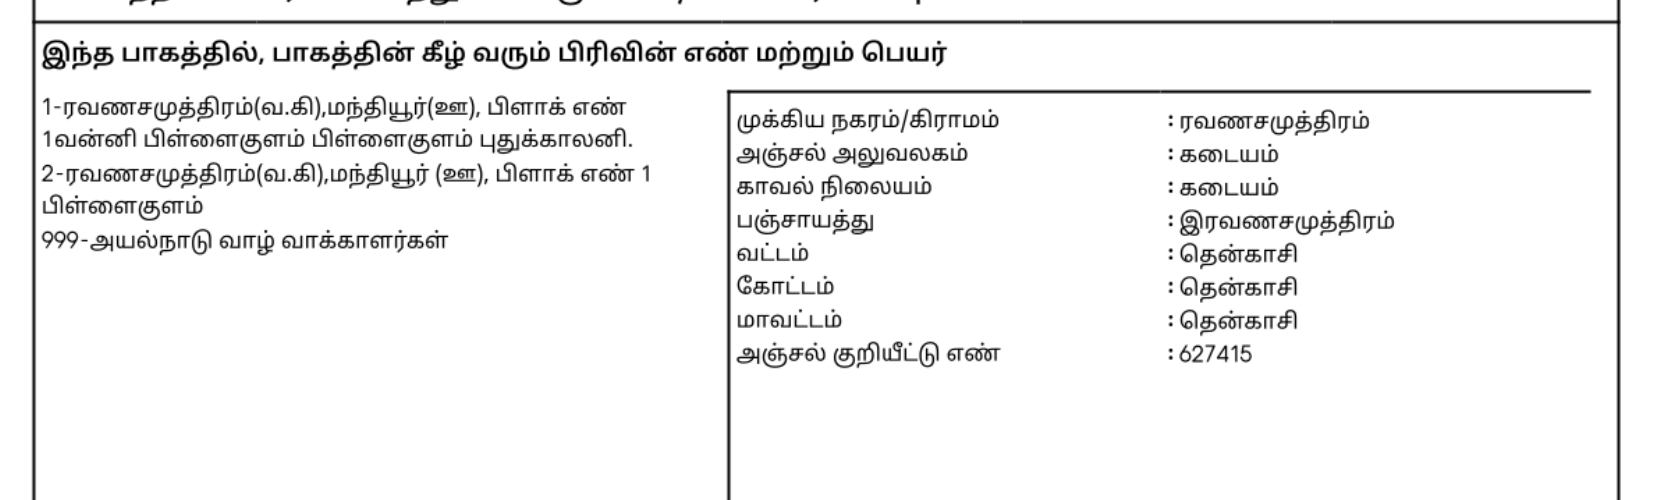 இந்த பாகத்தில், பாகத்தின் கீழ் வரும் பிரிவின் எண் மற்றும் பெயர்
1-ரவணசமுத்திரம்(வ.கி),மந்தியூர்(ஊ), பிளாக் எண்
1வன்னி பிள்ளைகுளம் பிள்ளைகுளம் புதுக்காலனி.
2-ரவணசமுத்திரம்(வ.கி),மந்தியூர் (ஊ), பிளாக் எண் 1
பிள்ளைகுளம்
999-அயல்நாடு வாழ் வாக்காளர்கள்
முக்கிய நகரம்/கிராமம் : ரவணசமுத்திரம்
அஞ்சல் அலுவலகம் : கடையம்
காவல் நிலையம் : கடையம்
பஞ்சாயத்து : இரவணசமுத்திரம்
வட்டம் : தென்காசி
கோட்டம் : தென்காசி
மாவட்டம் : தென்காசி
அஞ்சல் குறியீட்டு எண் : 627415